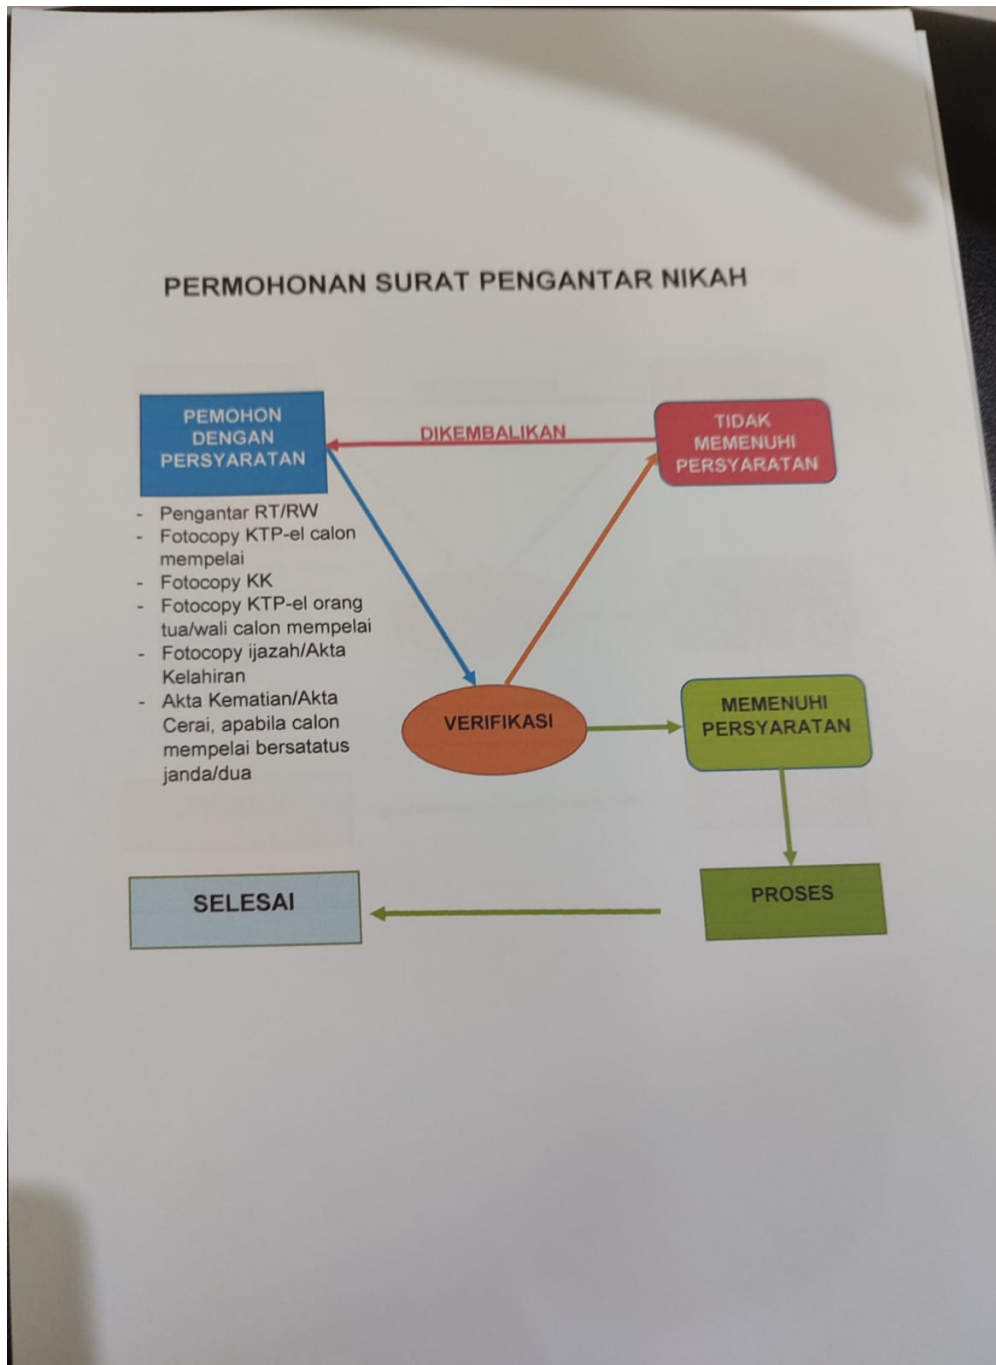 PERMOHONAN SURAT PENGANTAR NIKAH
PEMOHON
DENGAN
PERSYARATAN
DIKEMBALIKAN
TIDAK
MEMENUHI
PERSYARATAN
- Pengantar RT/RW
- Fotocopy KTP-el calon
mempelai
- Fotocopy KK
- Fotocopy KTP-el orang
tua/wali calon mempelai
- Fotocopy ijazah/Akta
Kelahiran
- Akta Kematian/Akta
Cerai, apabila calon
mempelai bersatatus
janda/dua
VERIFIKASI
MEMENUHI
PERSYARATAN
PROSES
SELESAI